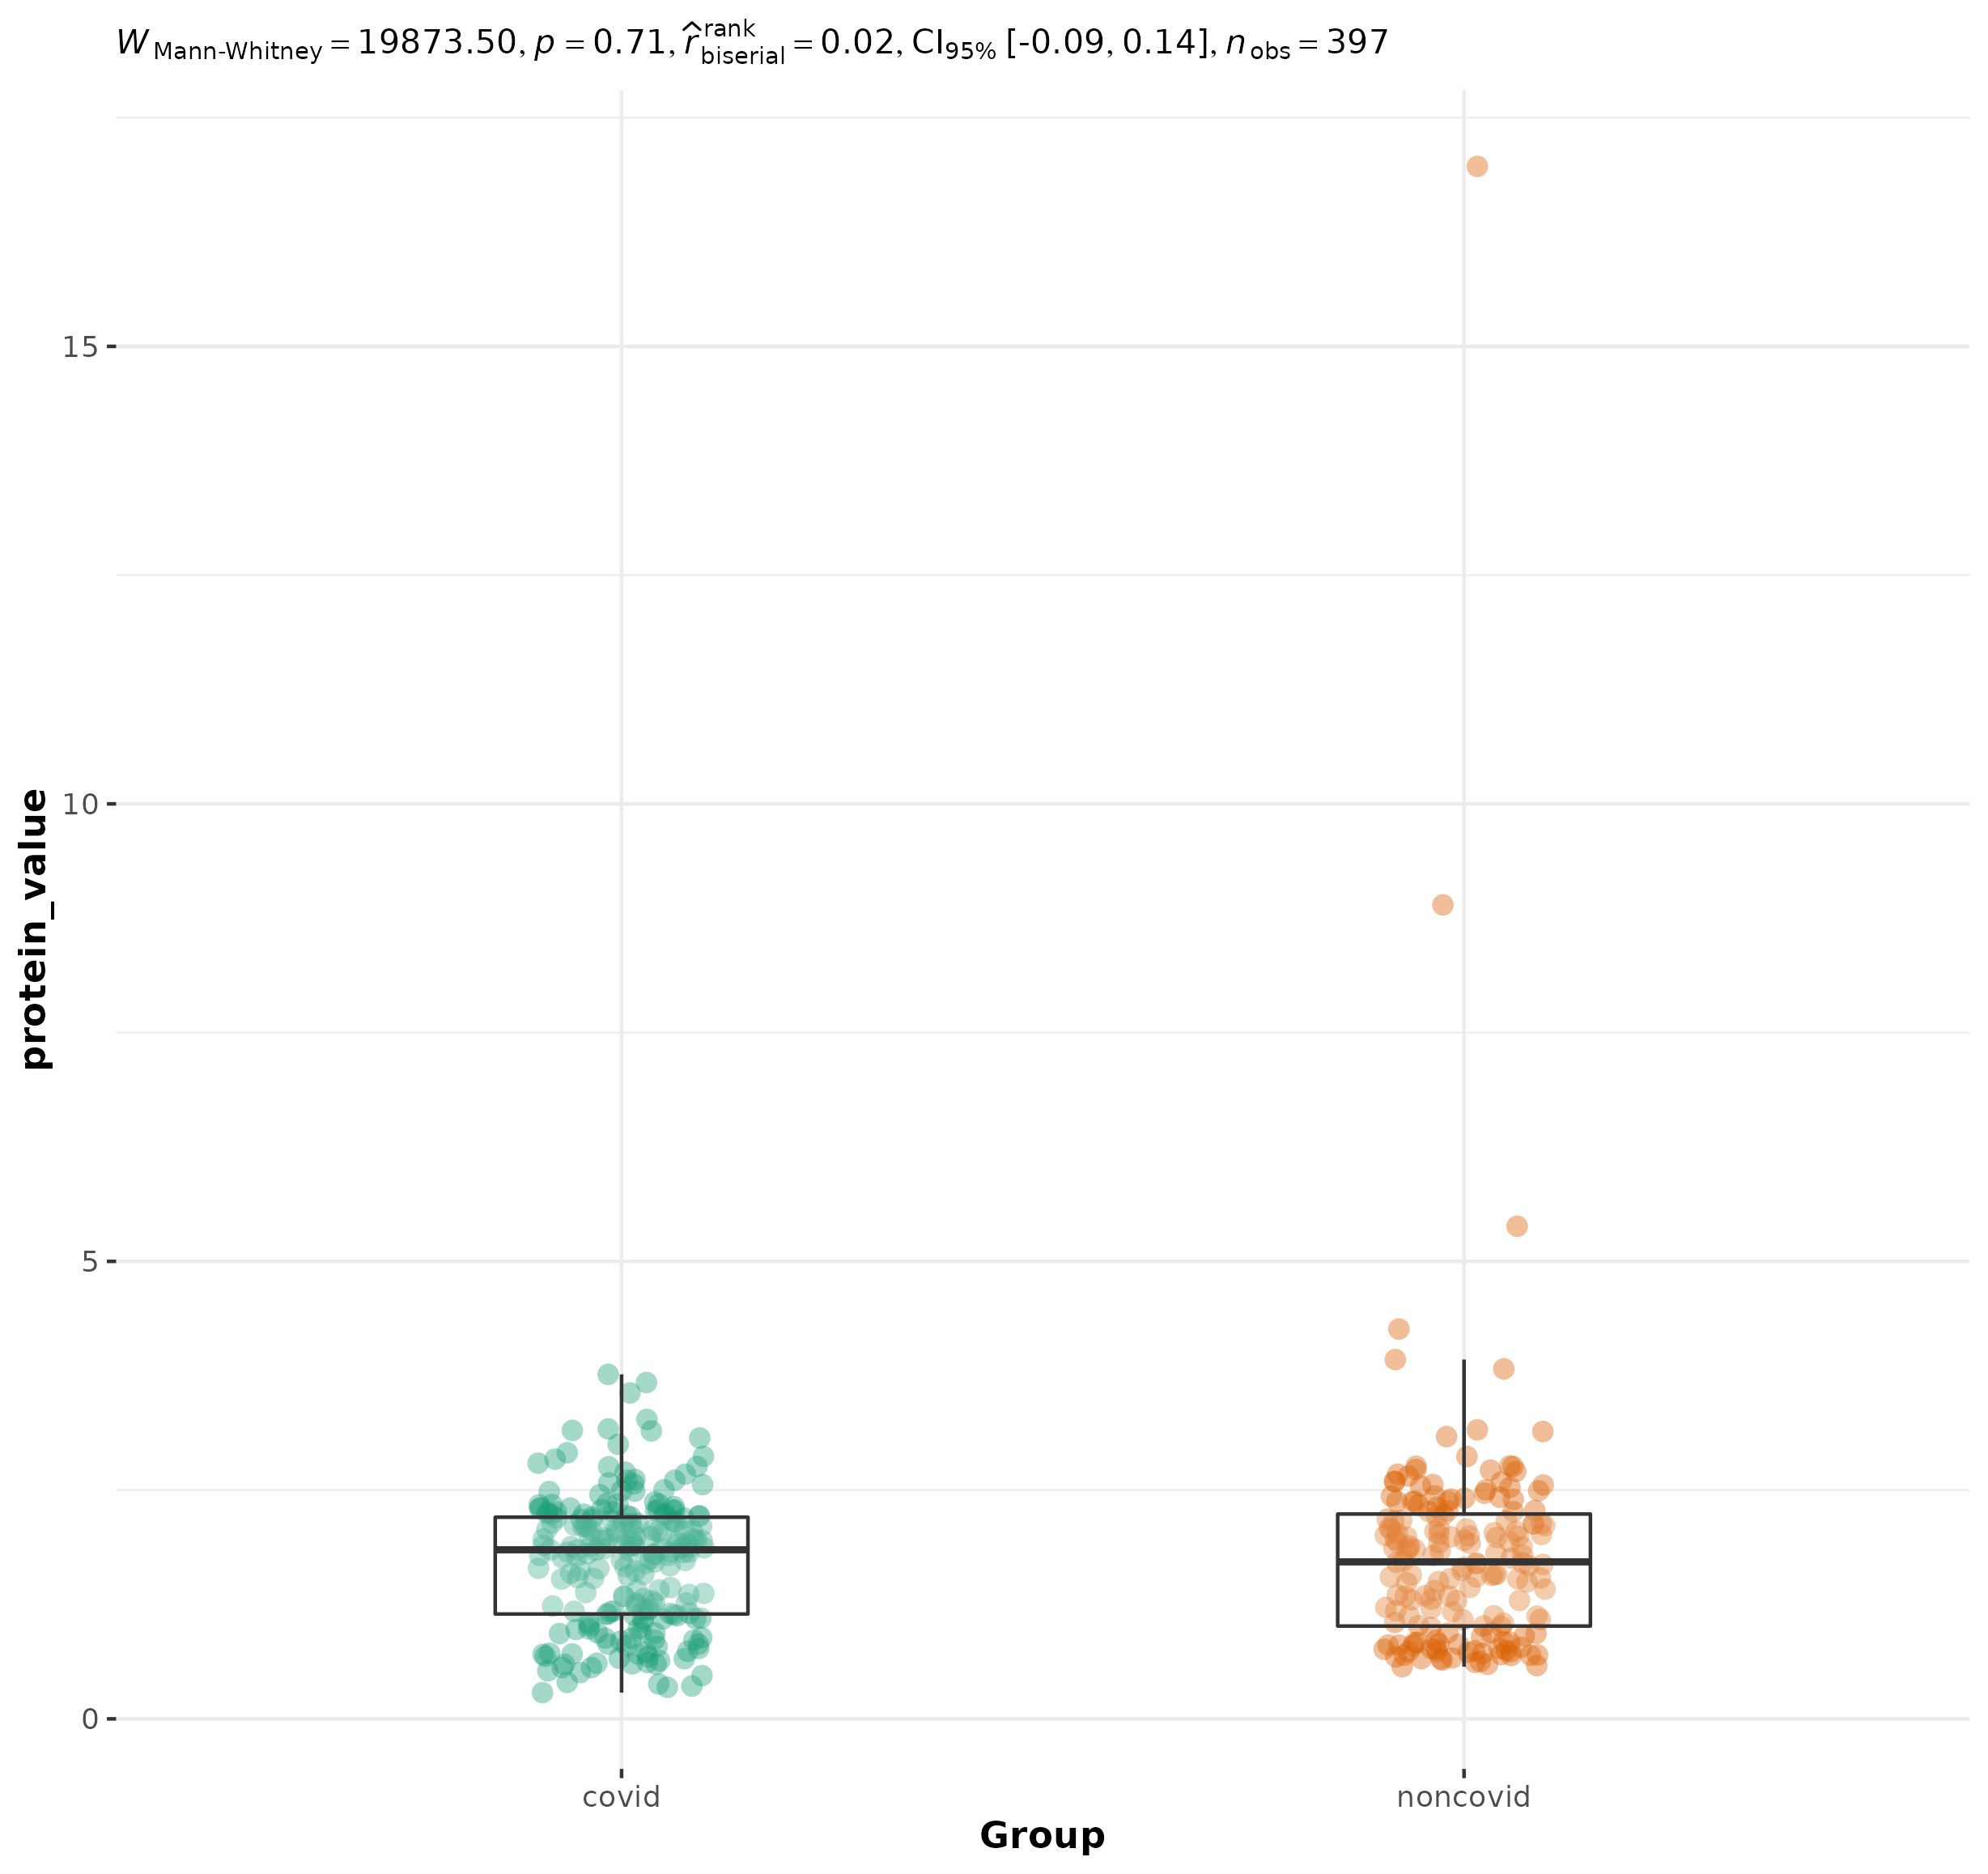 W Mann-Whitney = 19873.50, p = 0.71, r̂ rank biserial = 0.02, CI95% [-0.09, 0.14], n obs = 397
15
10
5
0
protein_value
covid
noncovid
Group